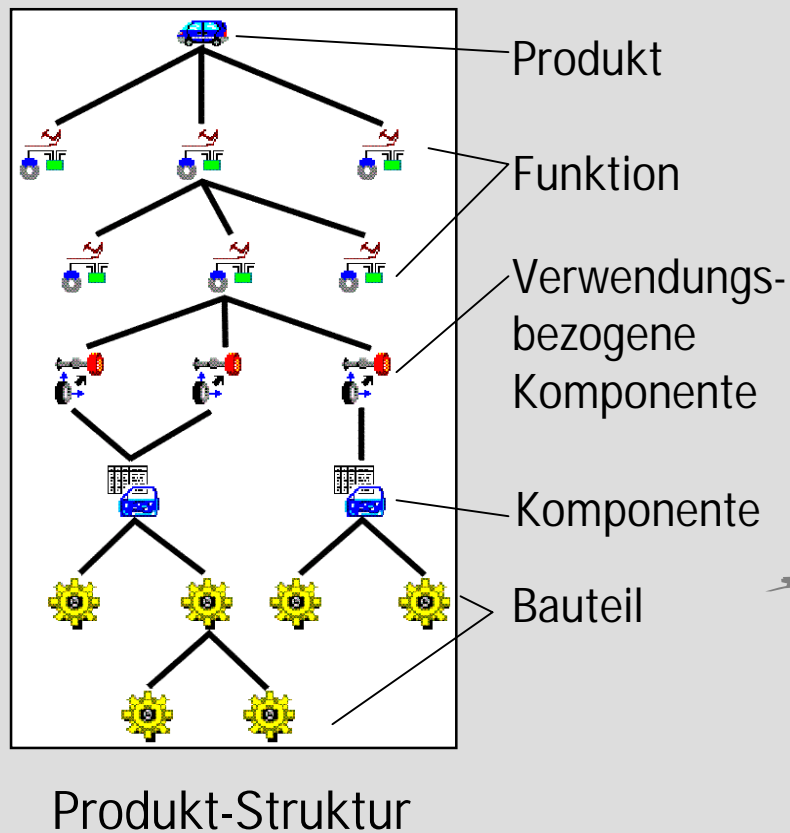 Produkt
Funktion
Verwendungs-
bezogene
Komponente
Komponente
Bauteil
Produkt-Struktur